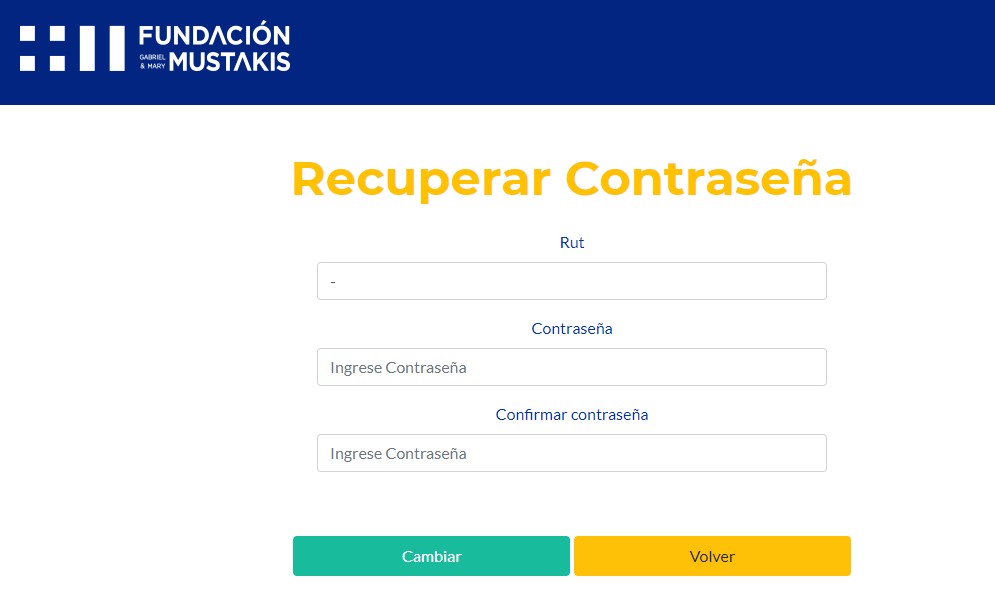 FUNDACIÓN
GABRIEL
& MARY MUSTAKIS
Recuperar Contraseña
Rut
-
Contraseña
Ingrese Contraseña
Confirmar contraseña
Ingrese Contraseña
Cambiar Volver